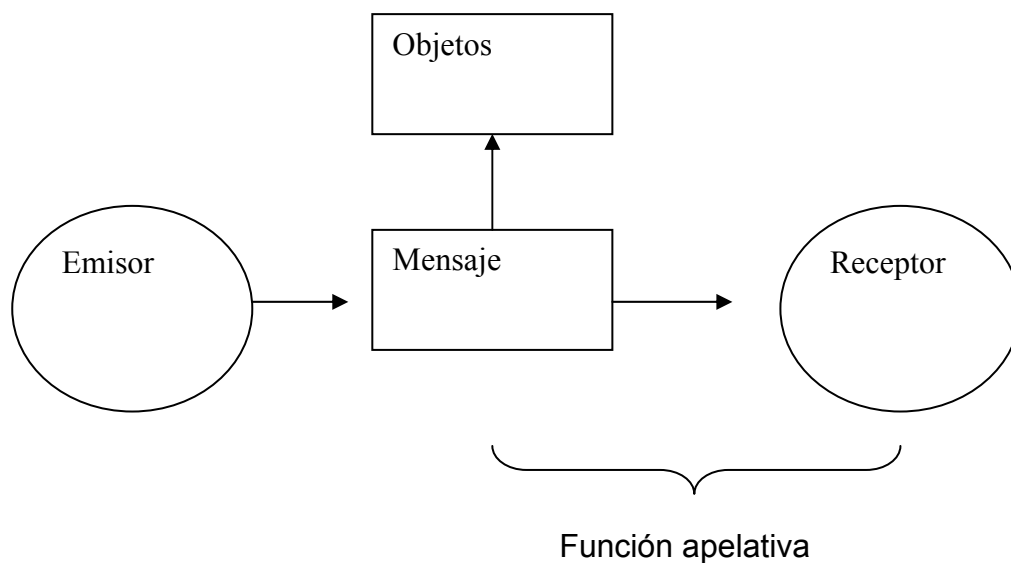 Objetos
Emisor
Mensaje
Receptor
Función apelativa